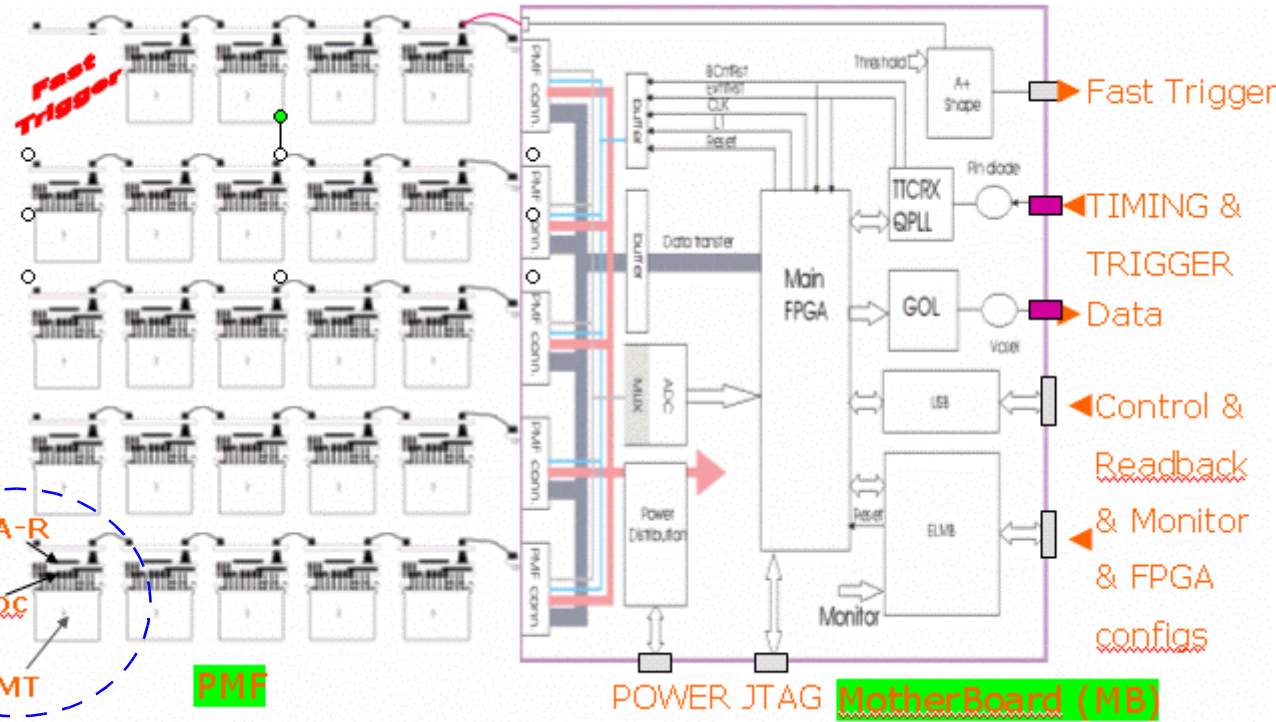 Fast
Trigger
PMF conn.
PMF conn.
PMF conn.
PMF conn.
PMF conn.
buffer
BCntRst
EvntRst
CLK
L1
Reset
Threshold
A+
Shape
Fast Trigger
Pin diode
TTCRX
QPLL
TIMING &
TRIGGER
buffer
Data transfer
Main
FPGA
GOL
Vcsel
Data
MUX
ADC
USB
Control &
Readback
& Monitor
& FPGA
configs
Power
Distribution
Reset
ELMB
Monitor
A-R
OC
MT
PMF
POWER JTAG MotherBoard (MB)